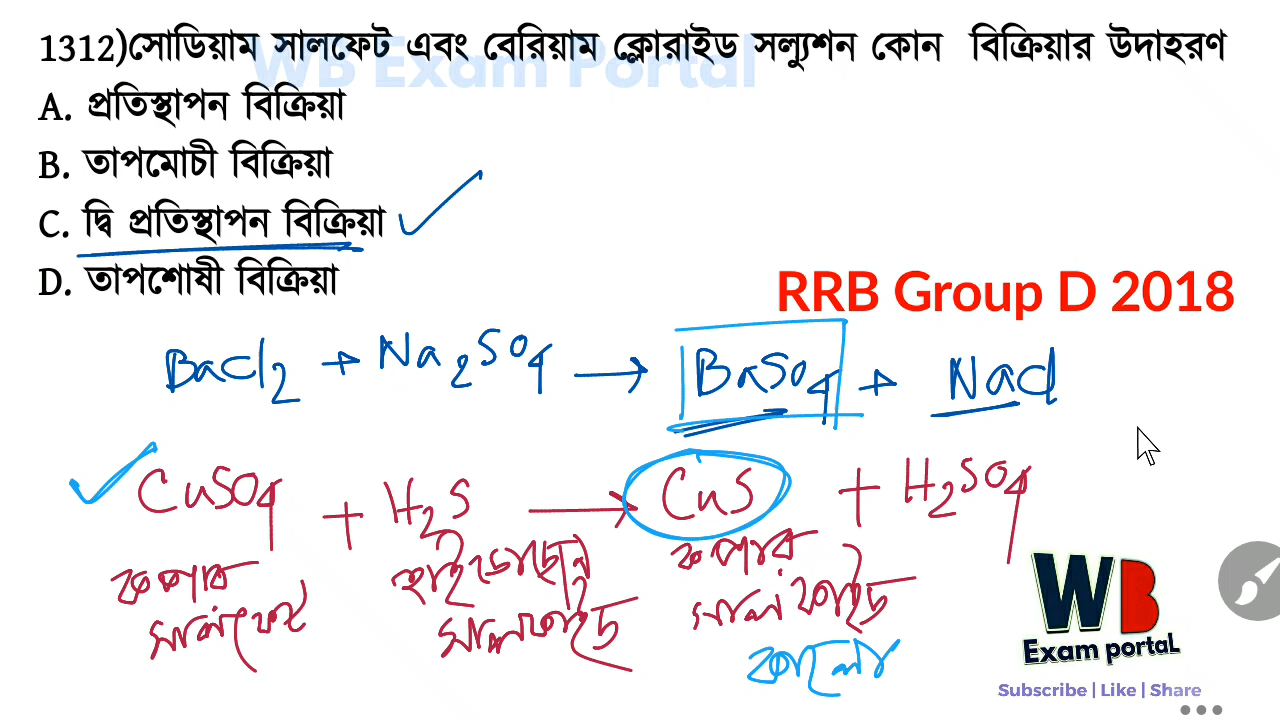 1312)সোডিয়াম সালফেট এবং বেরিয়াম ক্লোরাইড সল্যুশন কোন বিক্রিয়ার উদাহরণ
WB Exam Portal
A. প্রতিস্থাপন বিক্রিয়া
B. তাপমোচী বিক্রিয়া
C. দ্বি প্রতিস্থাপন বিক্রিয়া
D. তাপশোষী বিক্রিয়া
RRB Group D 2018
BaCl2 + Na2SO4 → BaSO4 + NaCl
CuSO4 + H2S → CuS + H2SO4
কপার হাইড্রোজেন কপার
সালফেট সালফাইড সালফাইড
কালো
WB
Exam portaL
Subscribe | Like | Share